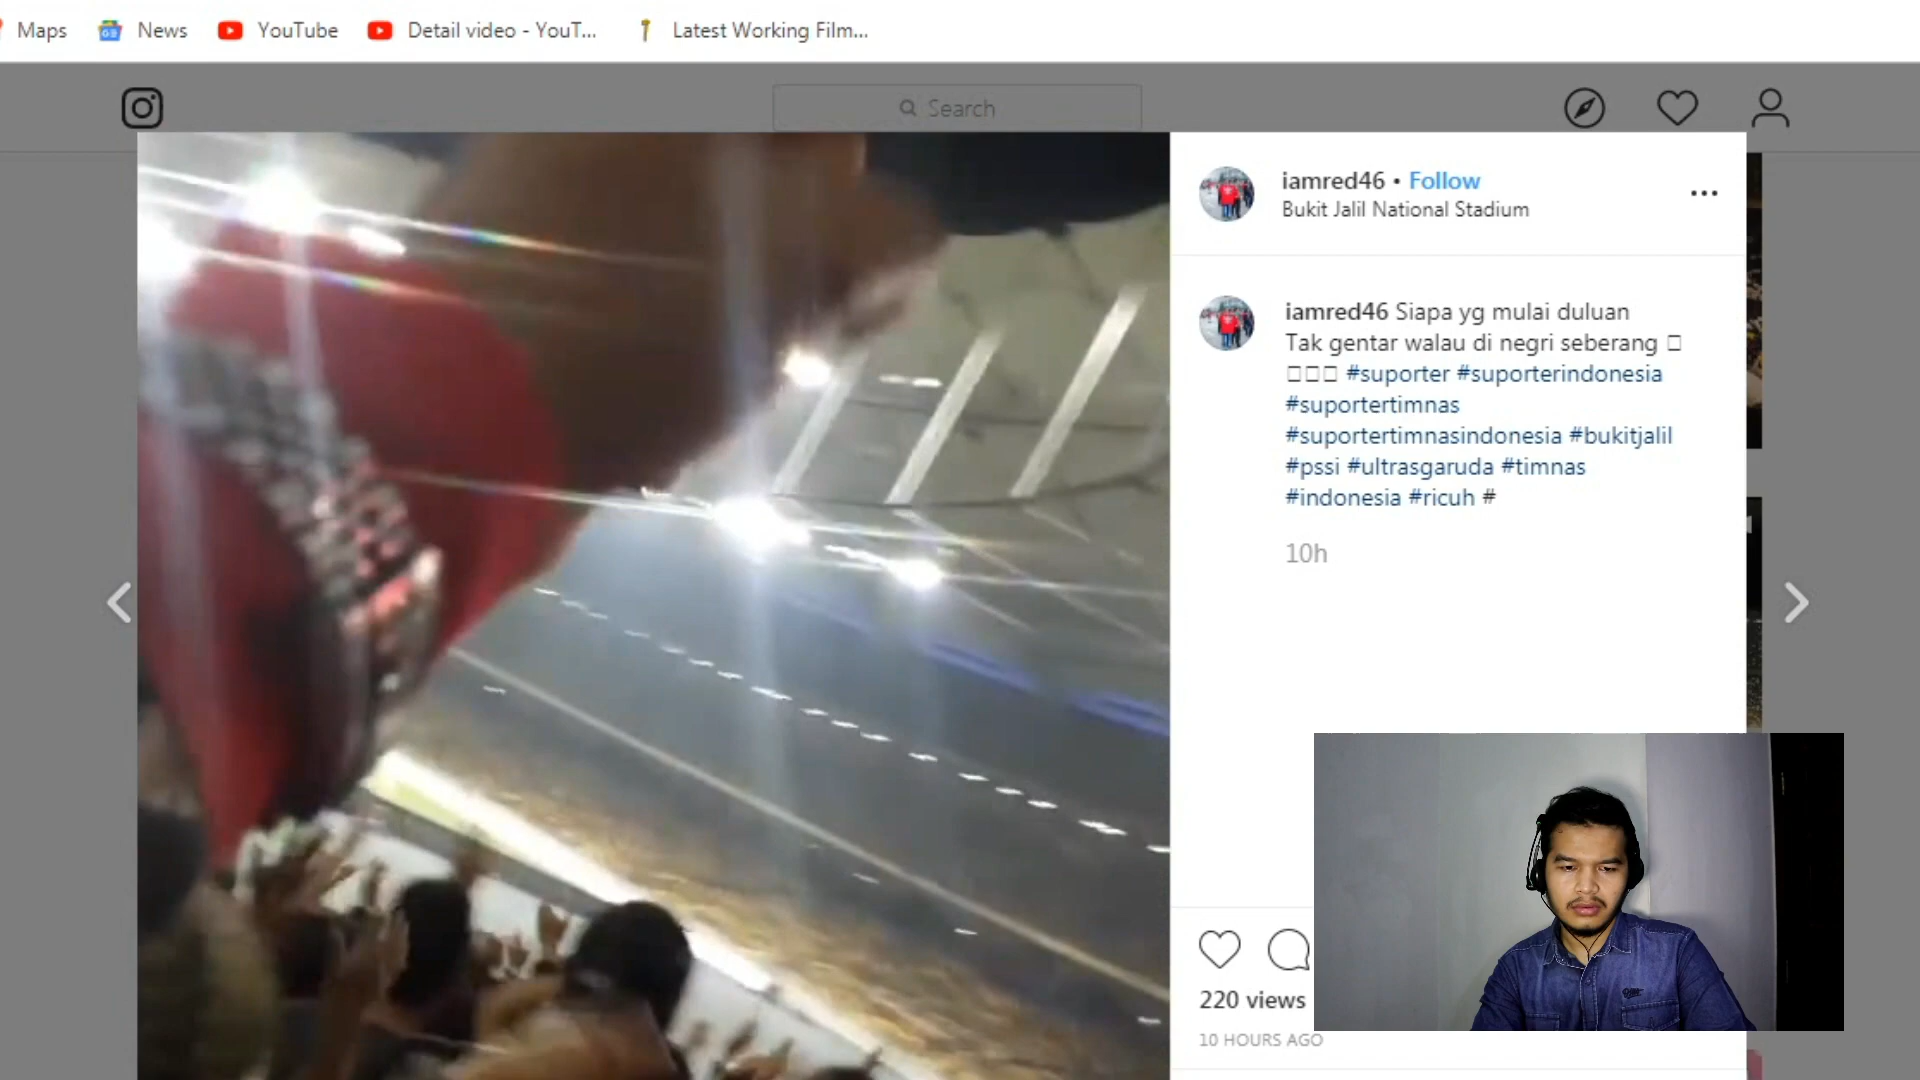 Maps
News
YouTube
Detail video - YouT...
Latest Working Film...
Search
iamred46 • Follow
Bukit Jalil National Stadium
iamred46 Siapa yg mulai duluan
Tak gentar walau di negri seberang
#suporter #suporterindonesia
#suportertimnas
#suportertimnasindonesia #bukitjalil
#pssi #ultrasgaruda #timnas
#indonesia #ricuh #
10h
220 views
10 HOURS AGO